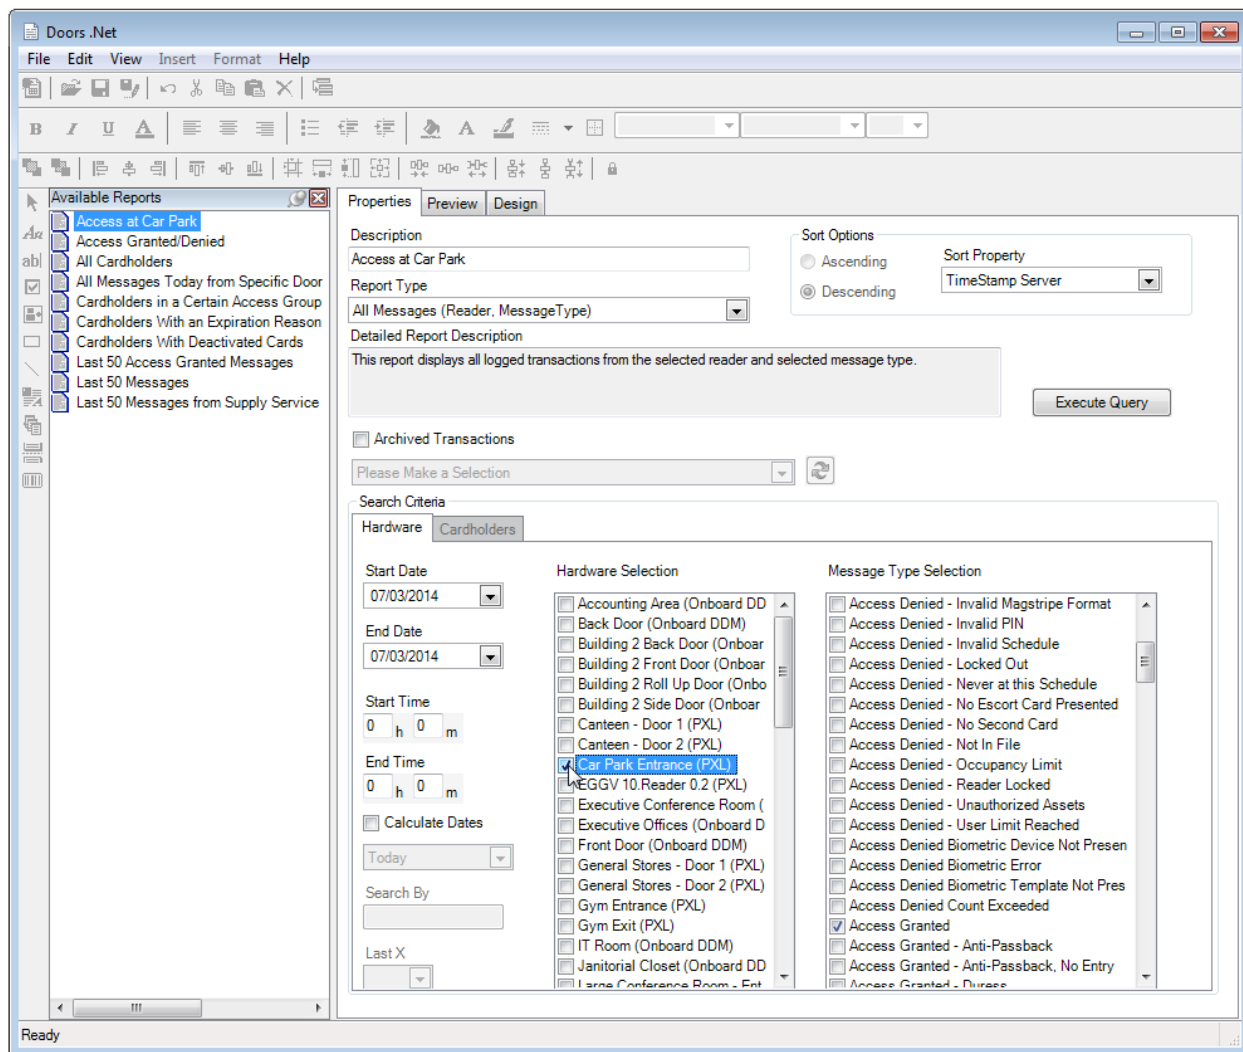 Doors .Net
File Edit View Insert Format Help
B I U A A
Available Reports
Access at Car Park
Access Granted/Denied
All Cardholders
All Messages Today from Specific Door
Cardholders in a Certain Access Group
Cardholders With an Expiration Reason
Cardholders With Deactivated Cards
Last 50 Access Granted Messages
Last 50 Messages
Last 50 Messages from Supply Service
Aa
ab|
Properties Preview Design
Description
Access at Car Park
Report Type
All Messages (Reader, MessageType)
Detailed Report Description
This report displays all logged transactions from the selected reader and selected message type.
Sort Options
Ascending
Descending
Sort Property
TimeStamp Server
Execute Query
Archived Transactions
Please Make a Selection
Search Criteria
Hardware Cardholders
Start Date
07/03/2014
End Date
07/03/2014
Start Time
0 h 0 m
End Time
0 h 0 m
Calculate Dates
Today
Search By
Last X
Hardware Selection
Accounting Area (Onboard DD
Back Door (Onboard DDM)
Building 2 Back Door (Onboar
Building 2 Front Door (Onboar
Building 2 Roll Up Door (Onbo
Building 2 Side Door (Onboar
Canteen - Door 1 (PXL)
Canteen - Door 2 (PXL)
Car Park Entrance (PXL)
EGGV 10.Reader 0.2 (PXL)
Executive Conference Room (
Executive Offices (Onboard D
Front Door (Onboard DDM)
General Stores - Door 1 (PXL)
General Stores - Door 2 (PXL)
Gym Entrance (PXL)
Gym Exit (PXL)
IT Room (Onboard DDM)
Janitorial Closet (Onboard DD
Large Conference Room - Ent
Message Type Selection
Access Denied - Invalid Magstripe Format
Access Denied - Invalid PIN
Access Denied - Invalid Schedule
Access Denied - Locked Out
Access Denied - Never at this Schedule
Access Denied - No Escort Card Presented
Access Denied - No Second Card
Access Denied - Not In File
Access Denied - Occupancy Limit
Access Denied - Reader Locked
Access Denied - Unauthorized Assets
Access Denied - User Limit Reached
Access Denied Biometric Device Not Presen
Access Denied Biometric Error
Access Denied Biometric Template Not Pres
Access Denied Count Exceeded
Access Granted
Access Granted - Anti-Passback
Access Granted - Anti-Passback, No Entry
Access Granted - Duress
Ready